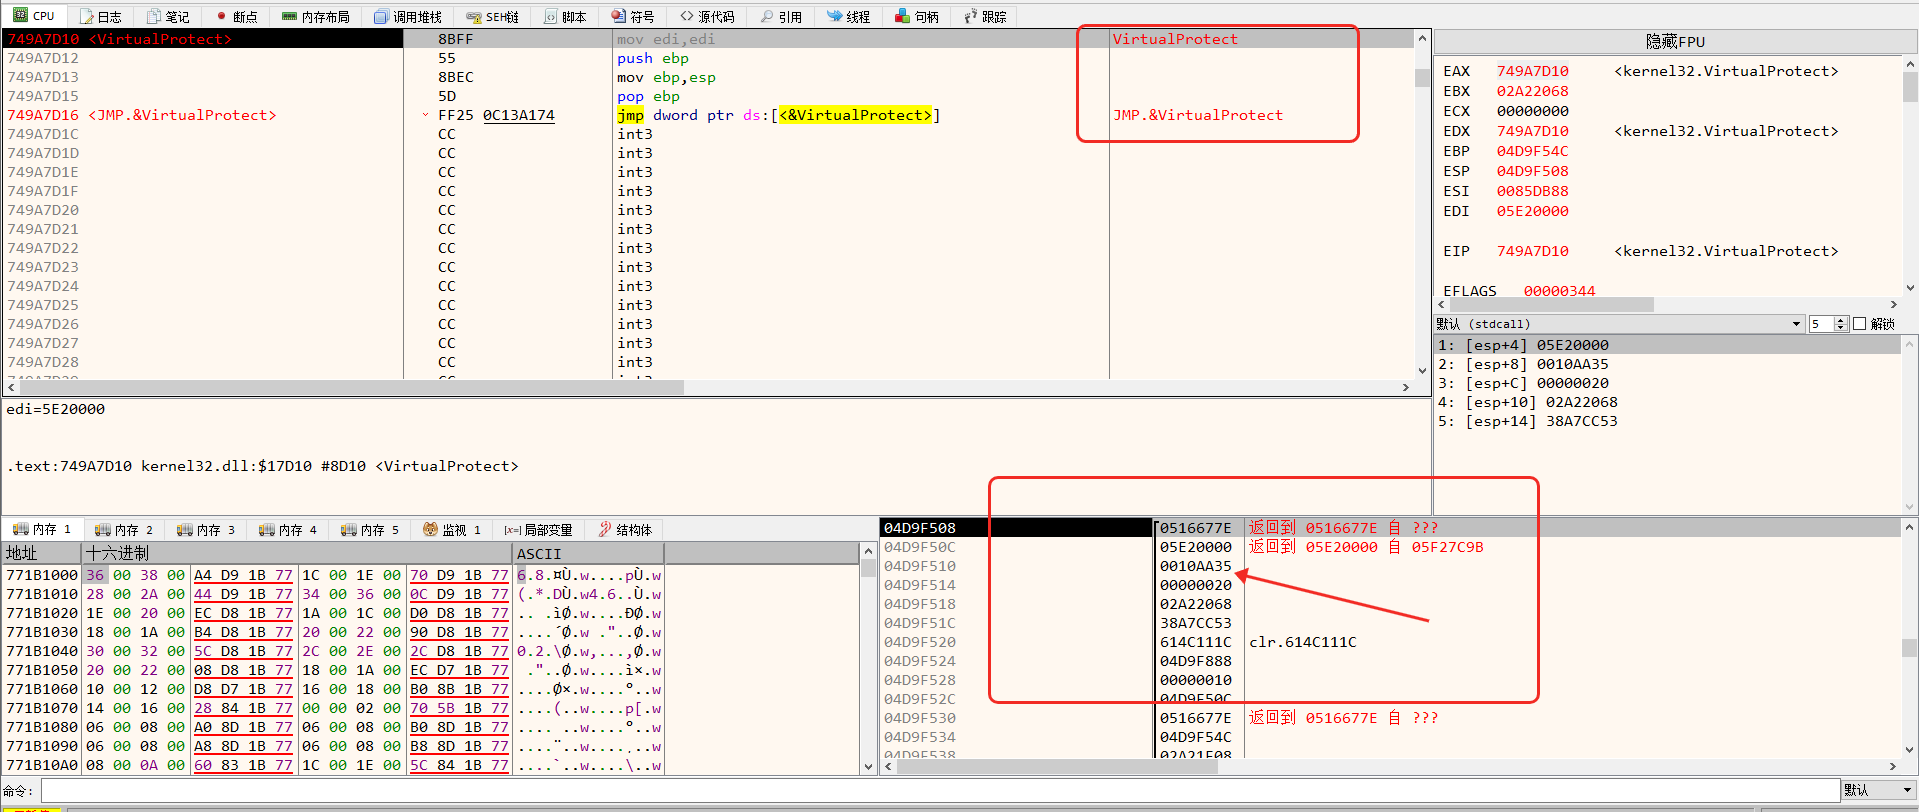 CPU 日志 笔记 断点 内存布局 调用堆栈 SEH链 脚本 符号 源代码 引用 线程 句柄 跟踪
749A7D10 <VirtualProtect> 8BFF mov edi,edi VirtualProtect
749A7D12 55 push ebp
749A7D13 8BEC mov ebp,esp
749A7D15 5D pop ebp
749A7D16 <JMP.&VirtualProtect> FF25 0C13A174 jmp dword ptr ds:[<&VirtualProtect>] JMP.&VirtualProtect
749A7D1C CC int3
749A7D1D CC int3
749A7D1E CC int3
749A7D1F CC int3
749A7D20 CC int3
749A7D21 CC int3
749A7D22 CC int3
749A7D23 CC int3
749A7D24 CC int3
749A7D25 CC int3
749A7D26 CC int3
749A7D27 CC int3
749A7D28 CC int3
隐藏FPU
EAX 749A7D10 <kernel32.VirtualProtect>
EBX 02A22068
ECX 00000000
EDX 749A7D10 <kernel32.VirtualProtect>
EBP 04D9F54C
ESP 04D9F508
ESI 0085DB88
EDI 05E20000
EIP 749A7D10 <kernel32.VirtualProtect>
EFLAGS 00000344
默认 (stdcall) 5 解锁
1: [esp+4] 05E20000
2: [esp+8] 0010AA35
3: [esp+C] 00000020
4: [esp+10] 02A22068
5: [esp+14] 38A7CC53
edi=5E20000
.text:749A7D10 kernel32.dll:$17D10 #8D10 <VirtualProtect>
内存 1 内存 2 内存 3 内存 4 内存 5 监视 1 [x=] 局部变量 结构体
地址 十六进制 ASCII
771B1000 36 00 38 00 A4 D9 1B 77 1C 00 1E 00 70 D9 1B 77 6.8.¤Ù.w....pÙ.w
771B1010 28 00 2A 00 44 D9 1B 77 34 00 36 00 0C D9 1B 77 (.*.DÙ.w4.6..Ù.w
771B1020 1E 00 20 00 EC D8 1B 77 1A 00 1C 00 D0 D8 1B 77 .. .ìØ.w....ÐØ.w
771B1030 18 00 1A 00 B4 D8 1B 77 20 00 22 00 90 D8 1B 77 ....´Ø.w ."..Ø.w
771B1040 30 00 32 00 5C D8 1B 77 2C 00 2E 00 2C D8 1B 77 0.2.\Ø.w,...,Ø.w
771B1050 20 00 22 00 08 D8 1B 77 18 00 1A 00 EC D7 1B 77 ."..Ø.w....ì×.w
771B1060 10 00 12 00 D8 D7 1B 77 16 00 18 00 B0 8B 1B 77 ....Ø×.w....°..w
771B1070 14 00 16 00 28 84 1B 77 00 00 02 00 70 5B 1B 77 ....(..w....p[.w
771B1080 06 00 08 00 A0 8D 1B 77 06 00 08 00 B0 8D 1B 77 .... ..w....°..w
771B1090 06 00 08 00 A8 8D 1B 77 06 00 08 00 B8 8D 1B 77 ....¨..w....¸..w
771B10A0 08 00 0A 00 60 83 1B 77 1C 00 1E 00 5C 84 1B 77 ....`..w....\..w
04D9F508 0516677E 返回到 0516677E 自 ???
04D9F50C 05E20000 返回到 05E20000 自 05F27C9B
04D9F510 0010AA35
04D9F514 00000020
04D9F518 02A22068
04D9F51C 38A7CC53
04D9F520 614C111C clr.614C111C
04D9F524 04D9F888
04D9F528 00000010
04D9F52C 04D9F50C
04D9F530 0516677E 返回到 0516677E 自 ???
04D9F534 04D9F54C
04D9F538 02A21F08
命令: 默认